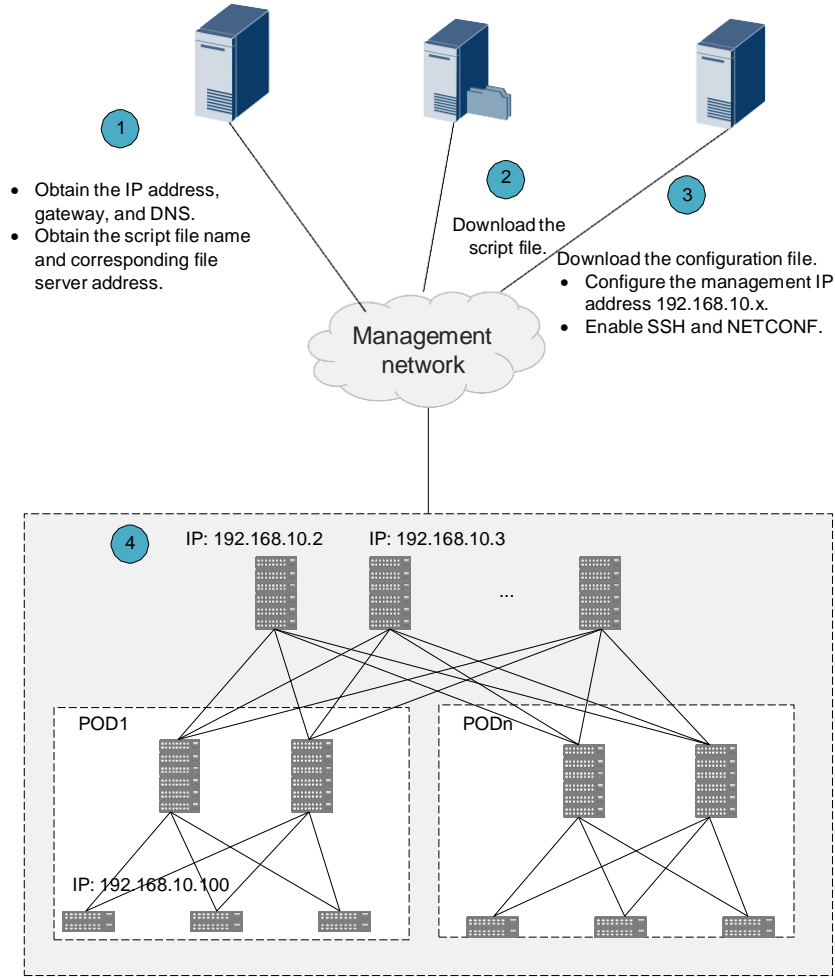 1
• Obtain the IP address,
gateway, and DNS.
• Obtain the script file name
and corresponding file
server address.
2
Download the
script file.
3
Download the configuration file.
• Configure the management IP
address 192.168.10.x.
• Enable SSH and NETCONF.
Management
network
4
IP: 192.168.10.2
IP: 192.168.10.3
...
POD1
PODn
IP: 192.168.10.100